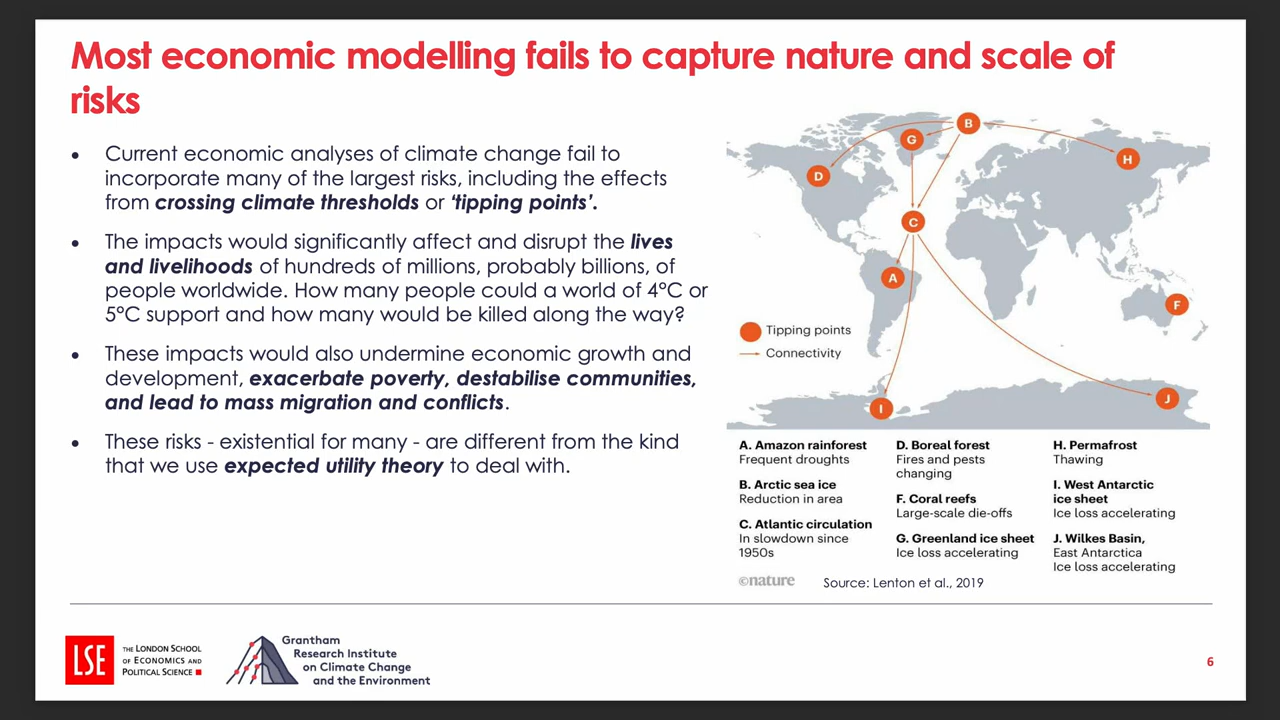 Most economic modelling fails to capture nature and scale of
risks
• Current economic analyses of climate change fail to
incorporate many of the largest risks, including the effects
from crossing climate thresholds or ‘tipping points’.
• The impacts would significantly affect and disrupt the lives
and livelihoods of hundreds of millions, probably billions, of
people worldwide. How many people could a world of 4°C or
5°C support and how many would be killed along the way?
• These impacts would also undermine economic growth and
development, exacerbate poverty, destabilise communities,
and lead to mass migration and conflicts.
• These risks - existential for many - are different from the kind
that we use expected utility theory to deal with.
B
G
H
D
C
A
F
I
J
Tipping points
Connectivity
A. Amazon rainforest
Frequent droughts
B. Arctic sea ice
Reduction in area
C. Atlantic circulation
In slowdown since
1950s
D. Boreal forest
Fires and pests
changing
F. Coral reefs
Large-scale die-offs
G. Greenland ice sheet
Ice loss accelerating
H. Permafrost
Thawing
I. West Antarctic
ice sheet
Ice loss accelerating
J. Wilkes Basin,
East Antarctica
Ice loss accelerating
©nature
Source: Lenton et al., 2019
LSE
THE LONDON SCHOOL
OF ECONOMICS AND
POLITICAL SCIENCE
Grantham
Research Institute
on Climate Change
and the Environment
6